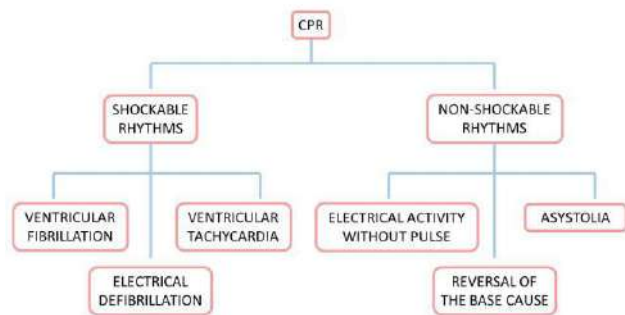 CPR
SHOCKABLE
RHYTHMS
NON-SHOCKABLE
RHYTHMS
VENTRICULAR
FIBRILLATION
VENTRICULAR
TACHYCARDIA
ELECTRICAL ACTIVITY
WITHOUT PULSE
ASYSTOLIA
ELECTRICAL
DEFIBRILLATION
REVERSAL OF
THE BASE CAUSE